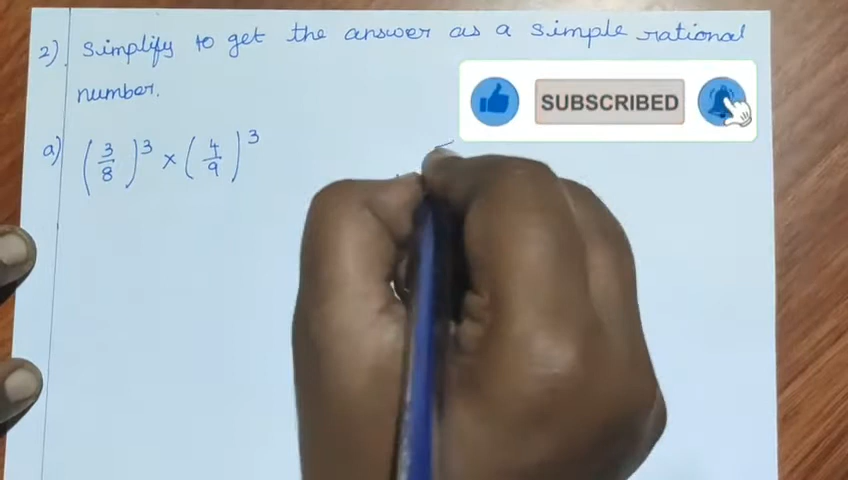 2) Simplify to get the answer as a simple rational
number.
SUBSCRIBED
a) (3/8)³ × (4/9)³